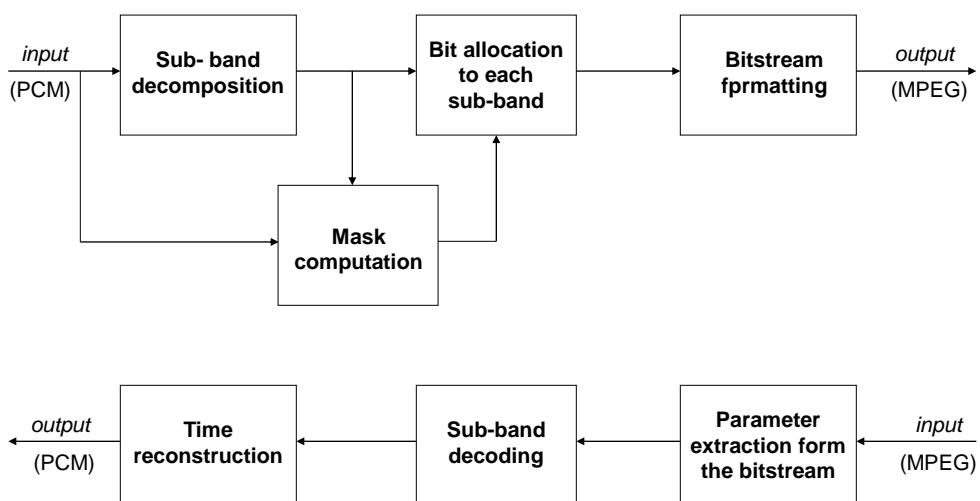 input
(PCM)
Sub- band
decomposition
Bit allocation
to each
sub-band
Bitstream
fprmatting
output
(MPEG)
Mask
computation
output
(PCM)
Time
reconstruction
Sub-band
decoding
Parameter
extraction form
the bitstream
input
(MPEG)